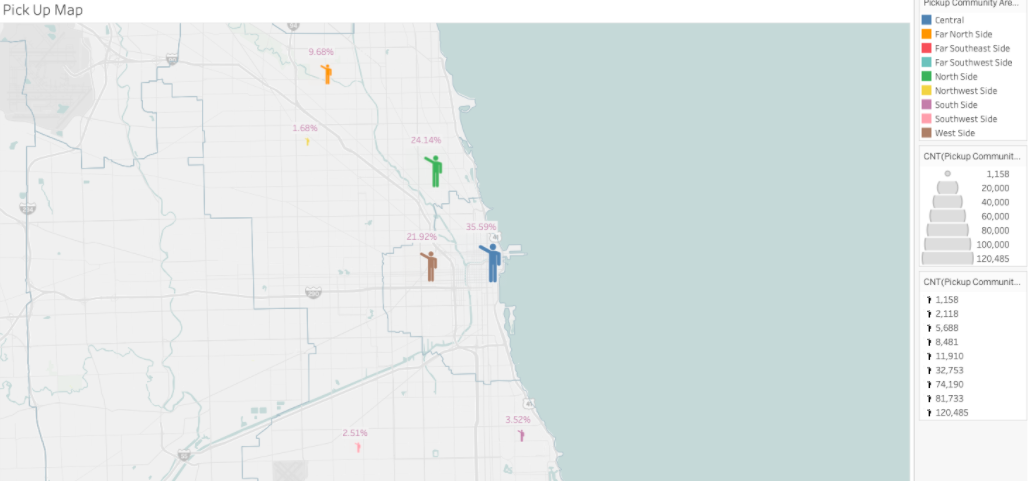 Pick Up Map
9.68%
1.68%
24.14%
35.59%
21.92%
3.52%
2.51%
Pickup Community Are...
Central
Far North Side
Far Southeast Side
Far Southwest Side
North Side
Northwest Side
South Side
Southwest Side
West Side
CNT(Pickup Communit...
1,158
20,000
40,000
60,000
80,000
100,000
120,485
CNT(Pickup Communit...
1,158
2,118
5,688
8,481
11,910
32,753
74,190
81,733
120,485